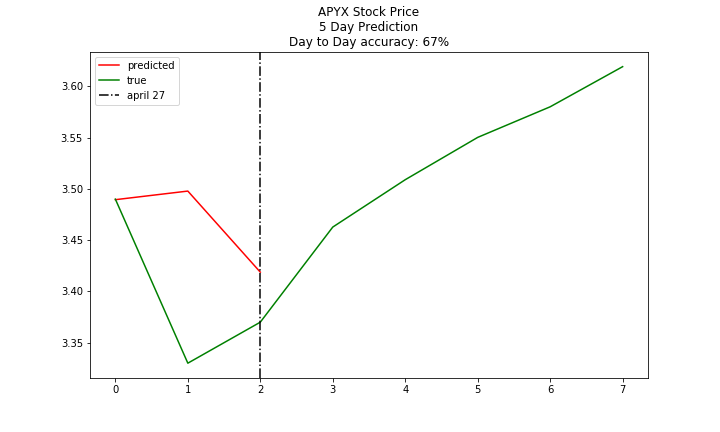 APYX Stock Price
5 Day Prediction
Day to Day accuracy: 67%
predicted
true
april 27
3.60
3.55
3.50
3.45
3.40
3.35
0 1 2 3 4 5 6 7